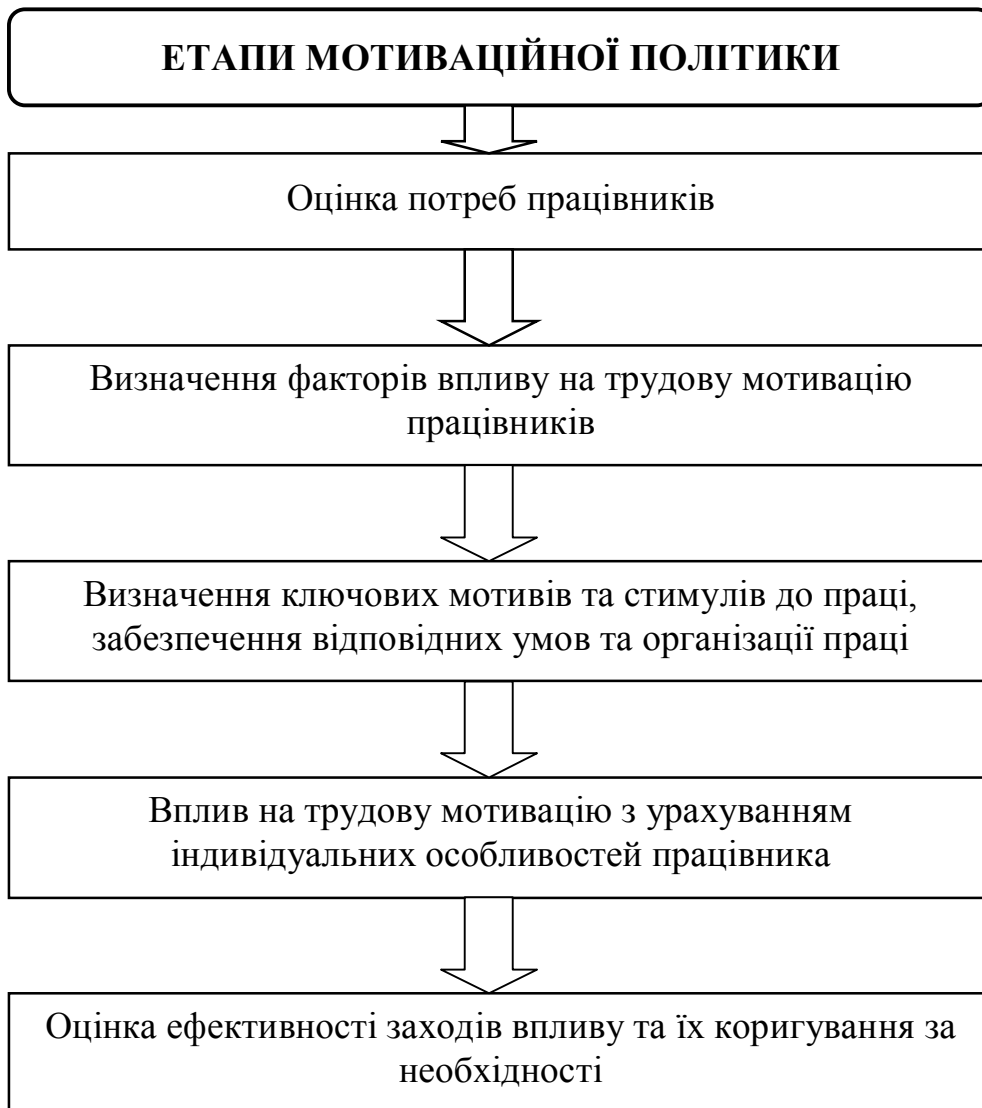 ЕТАПИ МОТИВАЦІЙНОЇ ПОЛІТИКИ
Оцінка потреб працівників
Визначення факторів впливу на трудову мотивацію
працівників
Визначення ключових мотивів та стимулів до праці,
забезпечення відповідних умов та організації праці
Вплив на трудову мотивацію з урахуванням
індивідуальних особливостей працівника
Оцінка ефективності заходів впливу та їх коригування за
необхідності